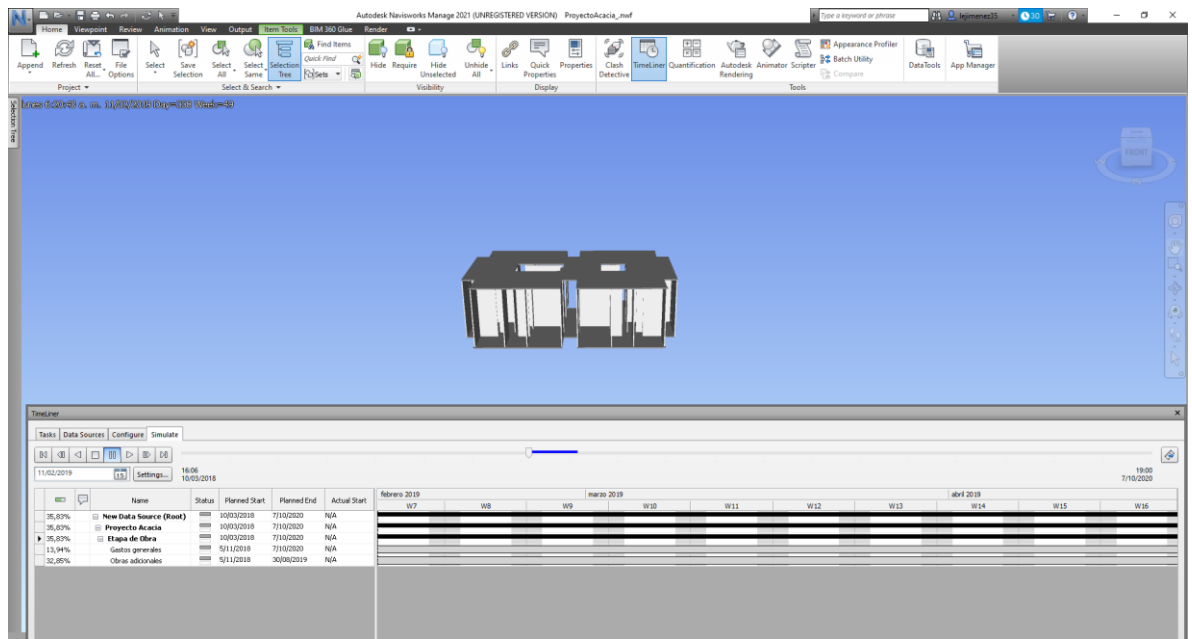 Autodesk Navisworks Manage 2021 (UNREGISTERED VERSION) ProyectoAcacia_.nwf
Type a keyword or phrase
lejimenez35
30
Home Viewpoint Review Animation View Output Item Tools BIM 360 Glue Render
Append Refresh Reset All... File Options Select Save Selection Select All Select Same Selection Tree Find Items Quick Find Sets Hide Require Hide Unselected Unhide All Links Quick Properties Properties Clash Detective TimeLiner Quantification Autodesk Rendering Animator Scripter Appearance Profiler Batch Utility Compare DataTools App Manager
Project Select & Search Visibility Display Tools
Selection Tree
a. m. 11/02/2019
FRONT
TimeLiner
Tasks Data Sources Configure Simulate
11/02/2019 15 Settings... 16:06 10/03/2018
19:00 7/10/2020
Name Status Planned Start Planned End Actual Start
febrero 2019 marzo 2019 abril 2019
W7 W8 W9 W10 W11 W12 W13 W14 W15 W16
35,83% New Data Source (Root) 10/03/2018 7/10/2020 N/A
35,83% Proyecto Acacia 10/03/2018 7/10/2020 N/A
35,83% Etapa de Obra 10/03/2018 7/10/2020 N/A
13,94% Gastos generales 5/11/2018 7/10/2020 N/A
32,85% Obras adicionales 5/11/2018 30/08/2019 N/A